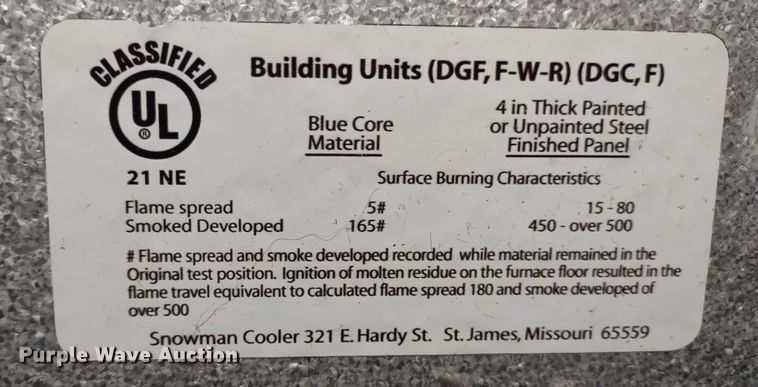 CLASSIFIED
UL
®
21 NE
Building Units (DGF, F-W-R) (DGC, F)
Blue Core
Material
4 in Thick Painted
or Unpainted Steel
Finished Panel
Surface Burning Characteristics
Flame spread 5# 15 - 80
Smoked Developed 165# 450 - over 500
# Flame spread and smoke developed recorded while material remained in the
Original test position. Ignition of molten residue on the furnace floor resulted in the
flame travel equivalent to calculated flame spread 180 and smoke developed of
over 500
Snowman Cooler 321 E. Hardy St. St. James, Missouri 65559
Purple Wave Auction